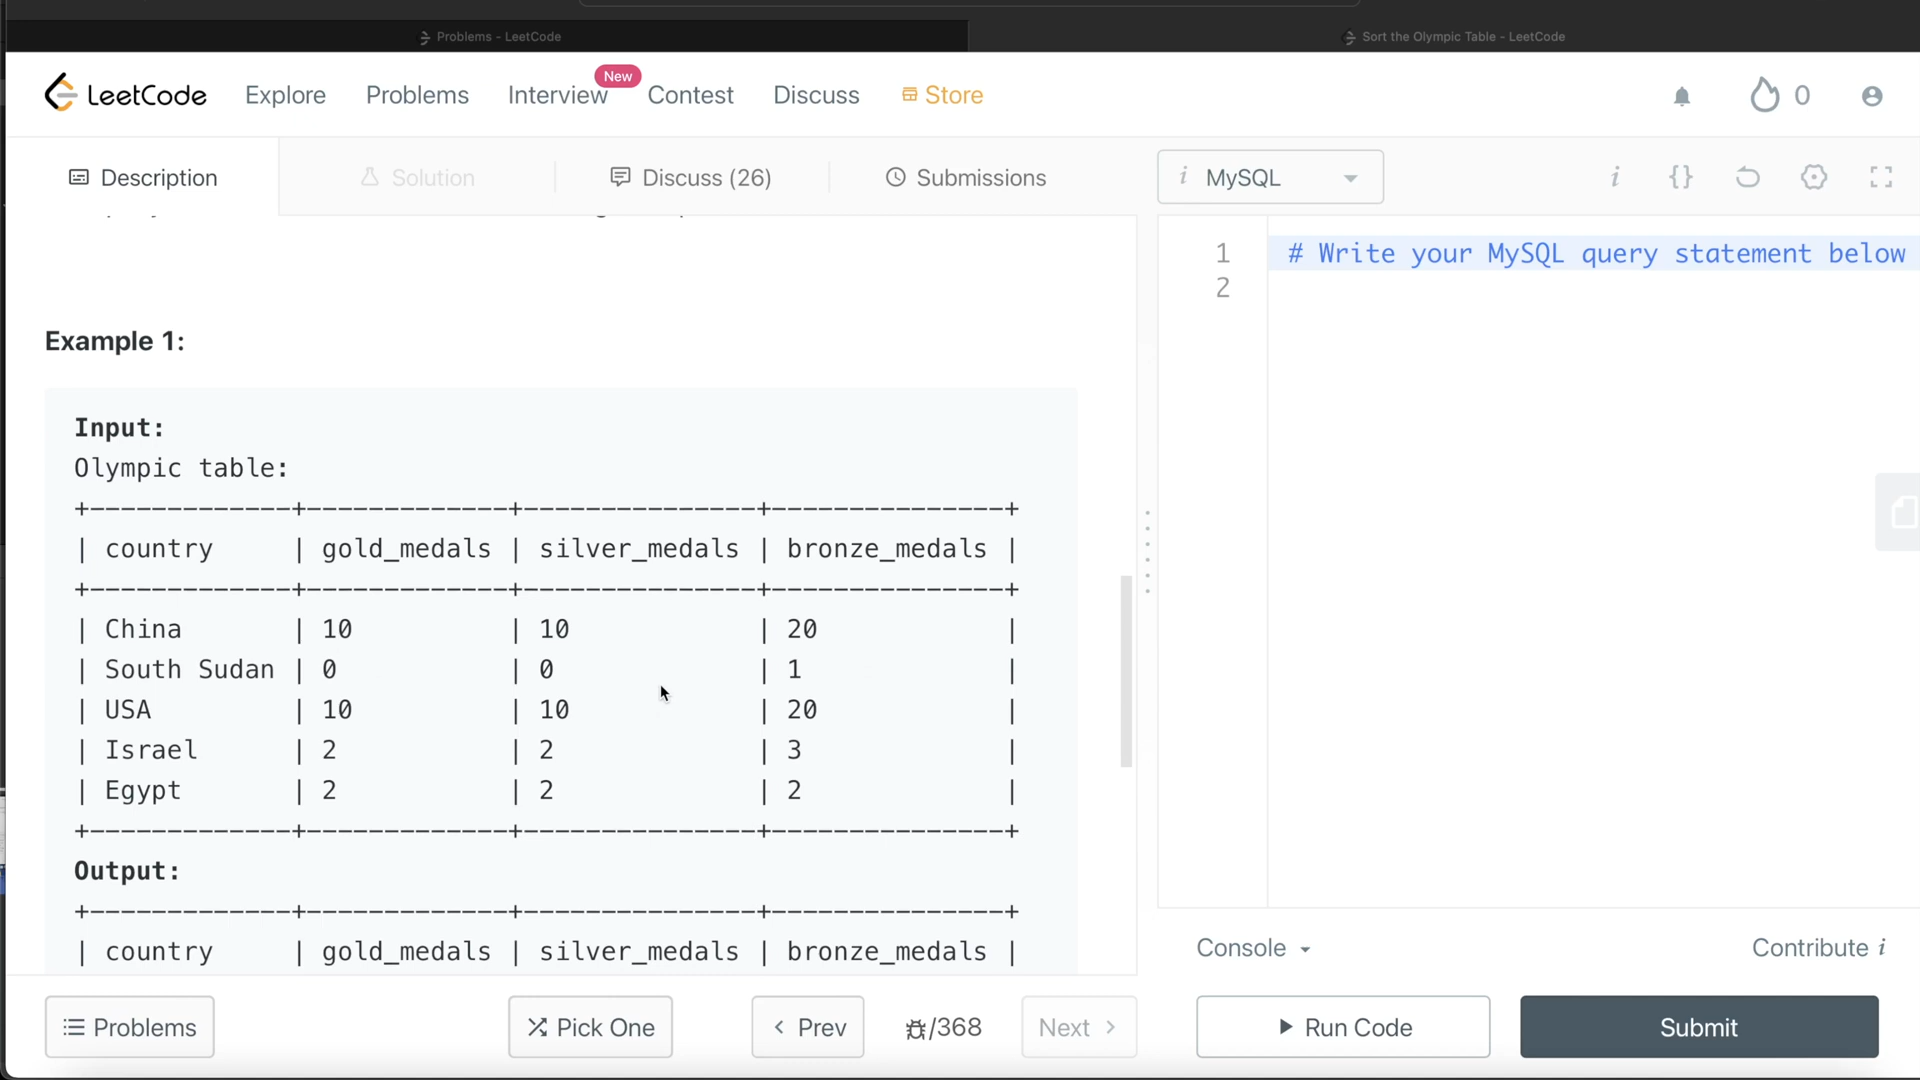 Problems - LeetCode
Sort the Olympic Table - LeetCode
LeetCode Explore Problems Interview New Contest Discuss Store 0
Description Solution Discuss (26) Submissions
i MySQL i {}
Example 1:
Input:
Olympic table:
+-------------+-------------+---------------+---------------+
| country     | gold_medals | silver_medals | bronze_medals |
+-------------+-------------+---------------+---------------+
| China       | 10          | 10            | 20            |
| South Sudan | 0           | 0             | 1             |
| USA         | 10          | 10            | 20            |
| Israel      | 2           | 2             | 3             |
| Egypt       | 2           | 2             | 2             |
+-------------+-------------+---------------+---------------+
Output:
+-------------+-------------+---------------+---------------+
| country     | gold_medals | silver_medals | bronze_medals |
1 # Write your MySQL query statement below
2
Console Contribute i
Problems Pick One < Prev /368 Next > Run Code Submit